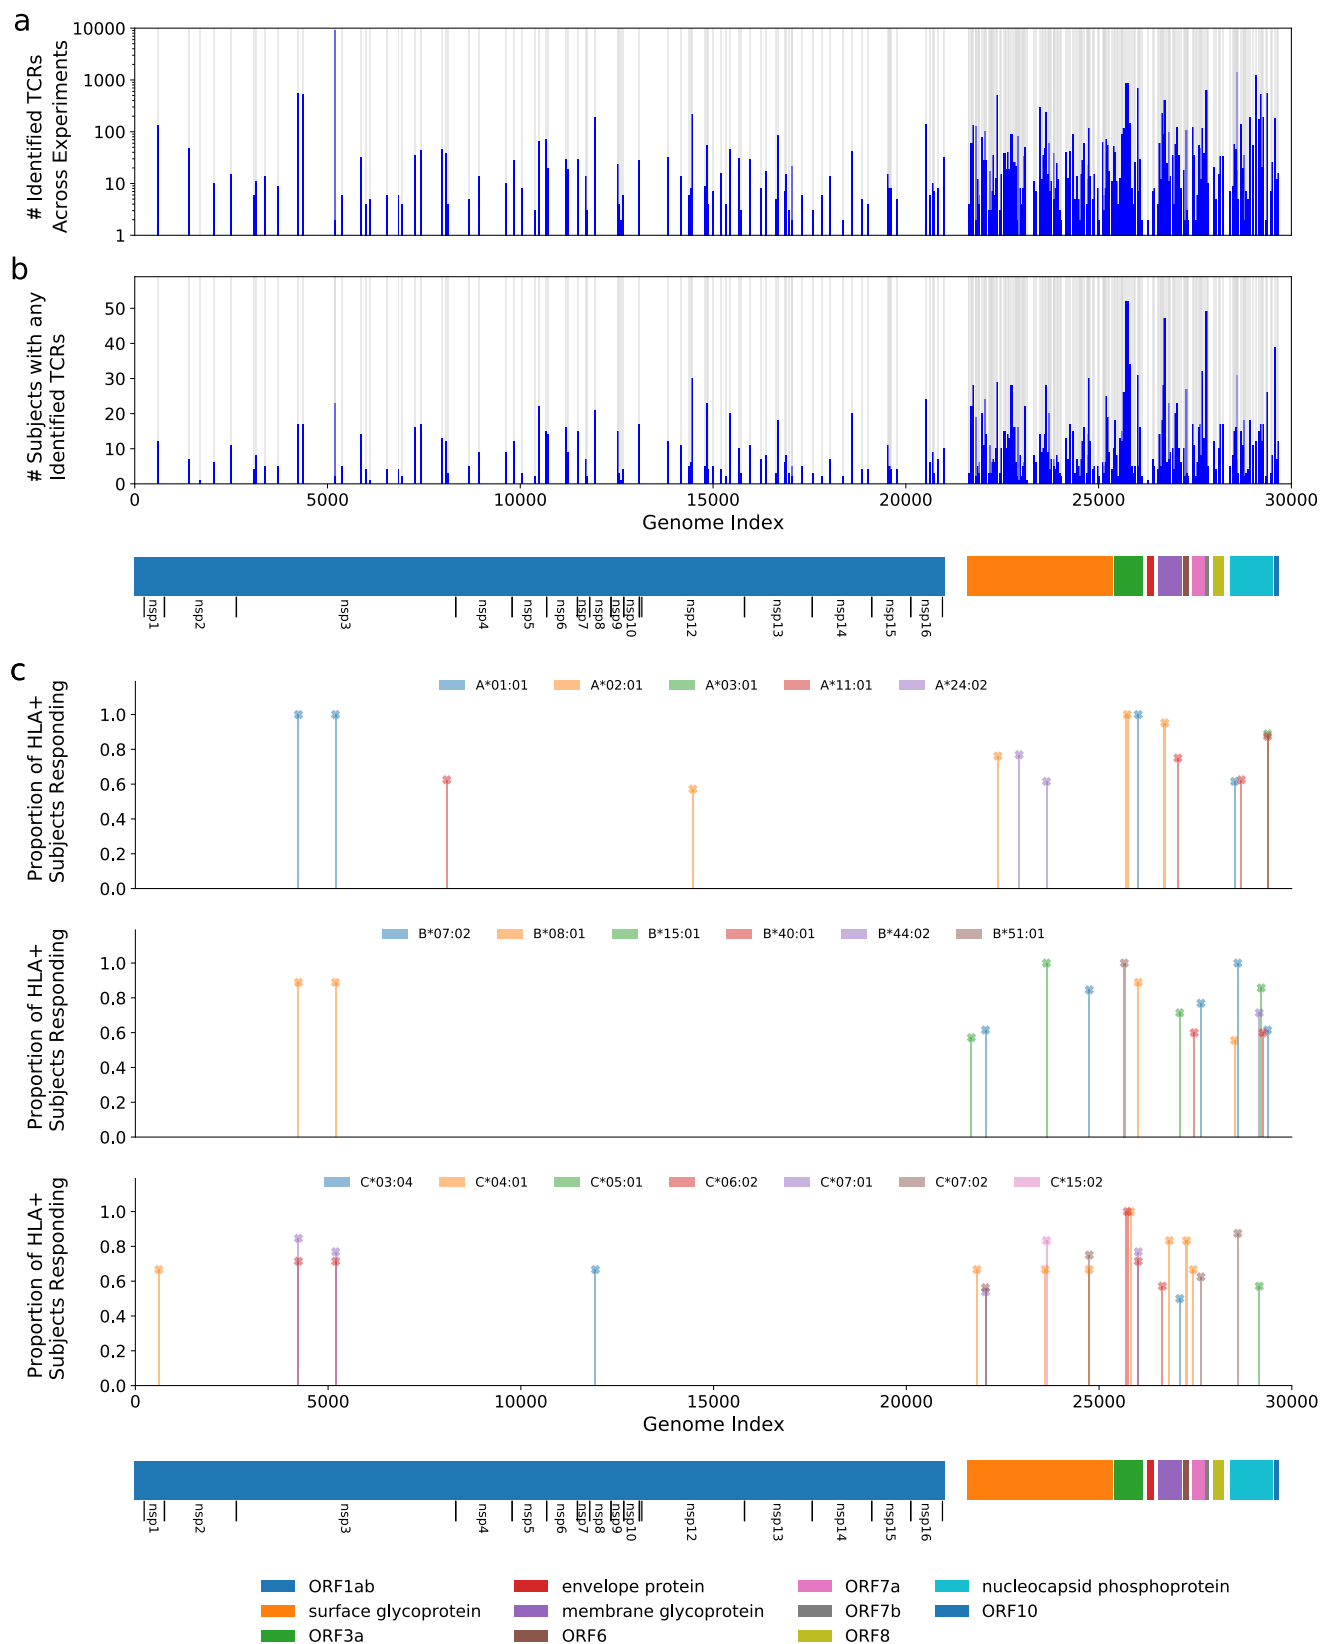 a
# Identified TCRs
Across Experiments
10000
1000
100
10
1
b
# Subjects with any
Identified TCRs
50
40
30
20
10
0
0 5000 10000 15000 20000 25000 30000
Genome Index
nsp1 nsp2 nsp3 nsp4 nsp5 nsp6 nsp7 nsp8 nsp9 nsp10 nsp12 nsp13 nsp14 nsp15 nsp16
c
A*01:01 A*02:01 A*03:01 A*11:01 A*24:02
Proportion of HLA+
Subjects Responding
1.0
0.8
0.6
0.4
0.2
0.0
B*07:02 B*08:01 B*15:01 B*40:01 B*44:02 B*51:01
Proportion of HLA+
Subjects Responding
1.0
0.8
0.6
0.4
0.2
0.0
C*03:04 C*04:01 C*05:01 C*06:02 C*07:01 C*07:02 C*15:02
Proportion of HLA+
Subjects Responding
1.0
0.8
0.6
0.4
0.2
0.0
0 5000 10000 15000 20000 25000 30000
Genome Index
nsp1 nsp2 nsp3 nsp4 nsp5 nsp6 nsp7 nsp8 nsp9 nsp10 nsp12 nsp13 nsp14 nsp15 nsp16
ORF1ab envelope protein ORF7a nucleocapsid phosphoprotein
surface glycoprotein membrane glycoprotein ORF7b ORF10
ORF3a ORF6 ORF8